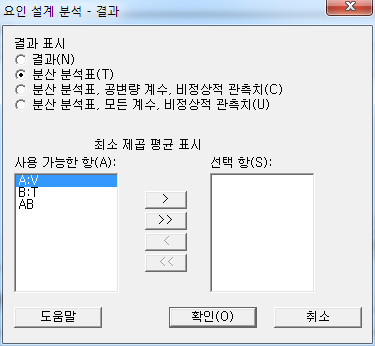 요인 설계 분석 - 결과
결과 표시
결과(N)
분산 분석표(T)
분산 분석표, 공변량 계수, 비정상적 관측치(C)
분산 분석표, 모든 계수, 비정상적 관측치(U)
최소 제곱 평균 표시
사용 가능한 항(A): 선택 항(S):
A:V
B:T
AB
>
>>
<
<<
도움말 확인(O) 취소